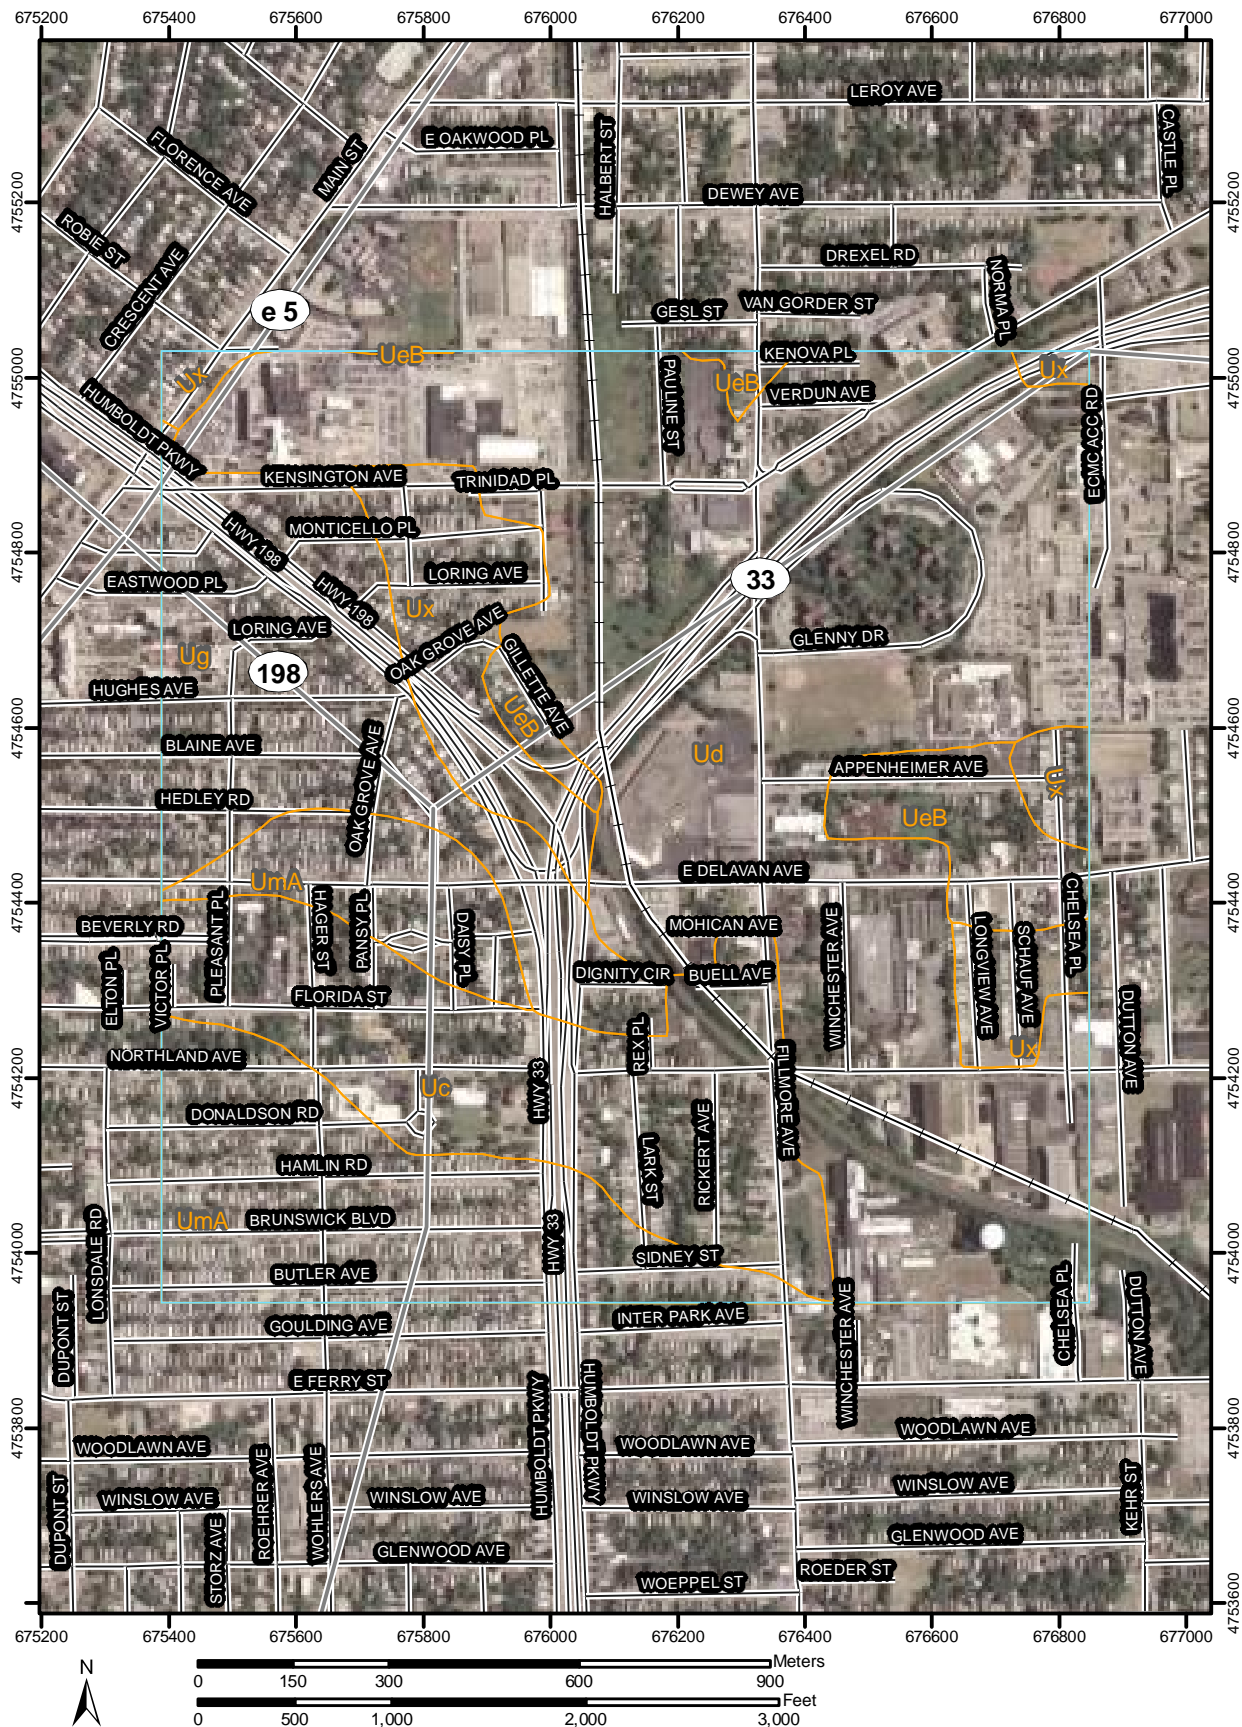 675200 675400 675600 675800 676000 676200 676400 676600 676800 677000
LEROY AVE
E OAKWOOD PL
CASTLE PL
HALBERT ST
MAIN ST
FLORENCE AVE
DEWEY AVE
4755200 4755200
ROBIE ST
DREXEL RD
CRESCENT AVE
NORMA PL
VAN GORDER ST
GESL ST
e 5
UeB
KENOVA PL
Ux
Ux
UeB
4755000 4755000
VERDUN AVE
PAULINE ST
HUMBOLDT PKWY
ECMC ACC RD
KENSINGTON AVE
TRINIDAD PL
MONTICELLO PL
HWY 198
4754800 4754800
LORING AVE
EASTWOOD PL
33
HWY 198
Ux
LORING AVE
OAK GROVE AVE
GLENNY DR
Ug
198
GILLETTE AVE
HUGHES AVE
UeB
4754600 4754600
BLAINE AVE
Ud
APPENHEIMER AVE
OAK GROVE AVE
Ux
HEDLEY RD
UeB
E DELAVAN AVE
UmA
4754400 4754400
PLEASANT PL
HAGER ST
PANSY PL
CHELSEA PL
BEVERLY RD
DAISY PL
MOHICAN AVE
WINCHESTER AVE
LONGVIEW AVE
SCHAUF AVE
ELTON PL
VICTOR PL
DIGNITY CIR
BUELL AVE
FLORIDA ST
DUTTON AVE
REX PL
Ux
NORTHLAND AVE
4754200 4754200
HWY 33
Uc
FILLMORE AVE
DONALDSON RD
HAMLIN RD
LARK ST
RICKERT AVE
UmA
BRUNSWICK BLVD
LONSDALE RD
HWY 33
4754000 4754000
SIDNEY ST
BUTLER AVE
DUPONT ST
INTER PARK AVE
GOULDING AVE
CHELSEA PL
DUTTON AVE
WINCHESTER AVE
E FERRY ST
HUMBOLDT PKWY
HUMBOLDT PKWY
4753800 4753800
WOODLAWN AVE
WOODLAWN AVE
WOODLAWN AVE
WINSLOW AVE
DUPONT ST
ROEHRER AVE
WOHLERS AVE
KEHR ST
WINSLOW AVE
WINSLOW AVE
WINSLOW AVE
GLENWOOD AVE
STORZ AVE
GLENWOOD AVE
ROEDER ST
WOEPPEL ST
4753600
675200 675400 675600 675800 676000 676200 676400 676600 676800 677000
N
Meters
0 150 300 600 900
Feet
0 500 1,000 2,000 3,000